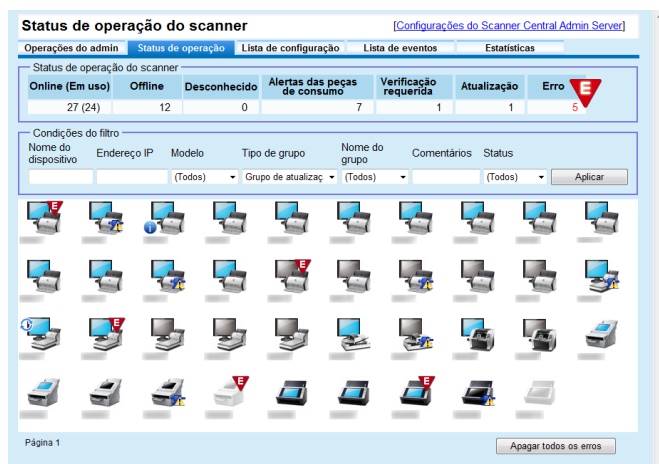 Status de operação do scanner
[Configurações do Scanner Central Admin Server]
Operações do admin Status de operação Lista de configuração Lista de eventos Estatísticas
Status de operação do scanner
Online (Em uso) Offline Desconhecido Alertas das peças de consumo Verificação requerida Atualização Erro E
27 (24) 12 0 7 1 1 5
Condições do filtro
Nome do dispositivo Endereço IP Modelo Tipo de grupo Nome do grupo Comentários Status
(Todos) Grupo de atualizaç (Todos) (Todos) Aplicar
E
E
E
E
E
Página 1
Apagar todos os erros